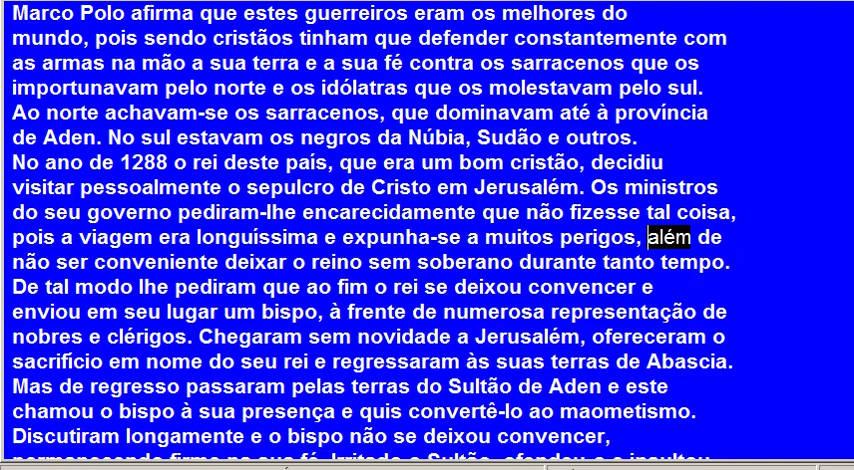 Marco Polo afirma que estes guerreiros eram os melhores do
mundo, pois sendo cristãos tinham que defender constantemente com
as armas na mão a sua terra e a sua fé contra os sarracenos que os
importunavam pelo norte e os idólatras que os molestavam pelo sul.
Ao norte achavam-se os sarracenos, que dominavam até à província
de Aden. No sul estavam os negros da Núbia, Sudão e outros.
No ano de 1288 o rei deste país, que era um bom cristão, decidiu
visitar pessoalmente o sepulcro de Cristo em Jerusalém. Os ministros
do seu governo pediram-lhe encarecidamente que não fizesse tal coisa,
pois a viagem era longuíssima e expunha-se a muitos perigos, além de
não ser conveniente deixar o reino sem soberano durante tanto tempo.
De tal modo lhe pediram que ao fim o rei se deixou convencer e
enviou em seu lugar um bispo, à frente de numerosa representação de
nobres e clérigos. Chegaram sem novidade a Jerusalém, ofereceram o
sacrifício em nome do seu rei e regressaram às suas terras de Abascia.
Mas de regresso passaram pelas terras do Sultão de Aden e este
chamou o bispo à sua presença e quis convertê-lo ao maometismo.
Discutiram longamente e o bispo não se deixou convencer,
permanecendo firme na sua fé. Irritado o Sultão, ofendeu-o e insultou